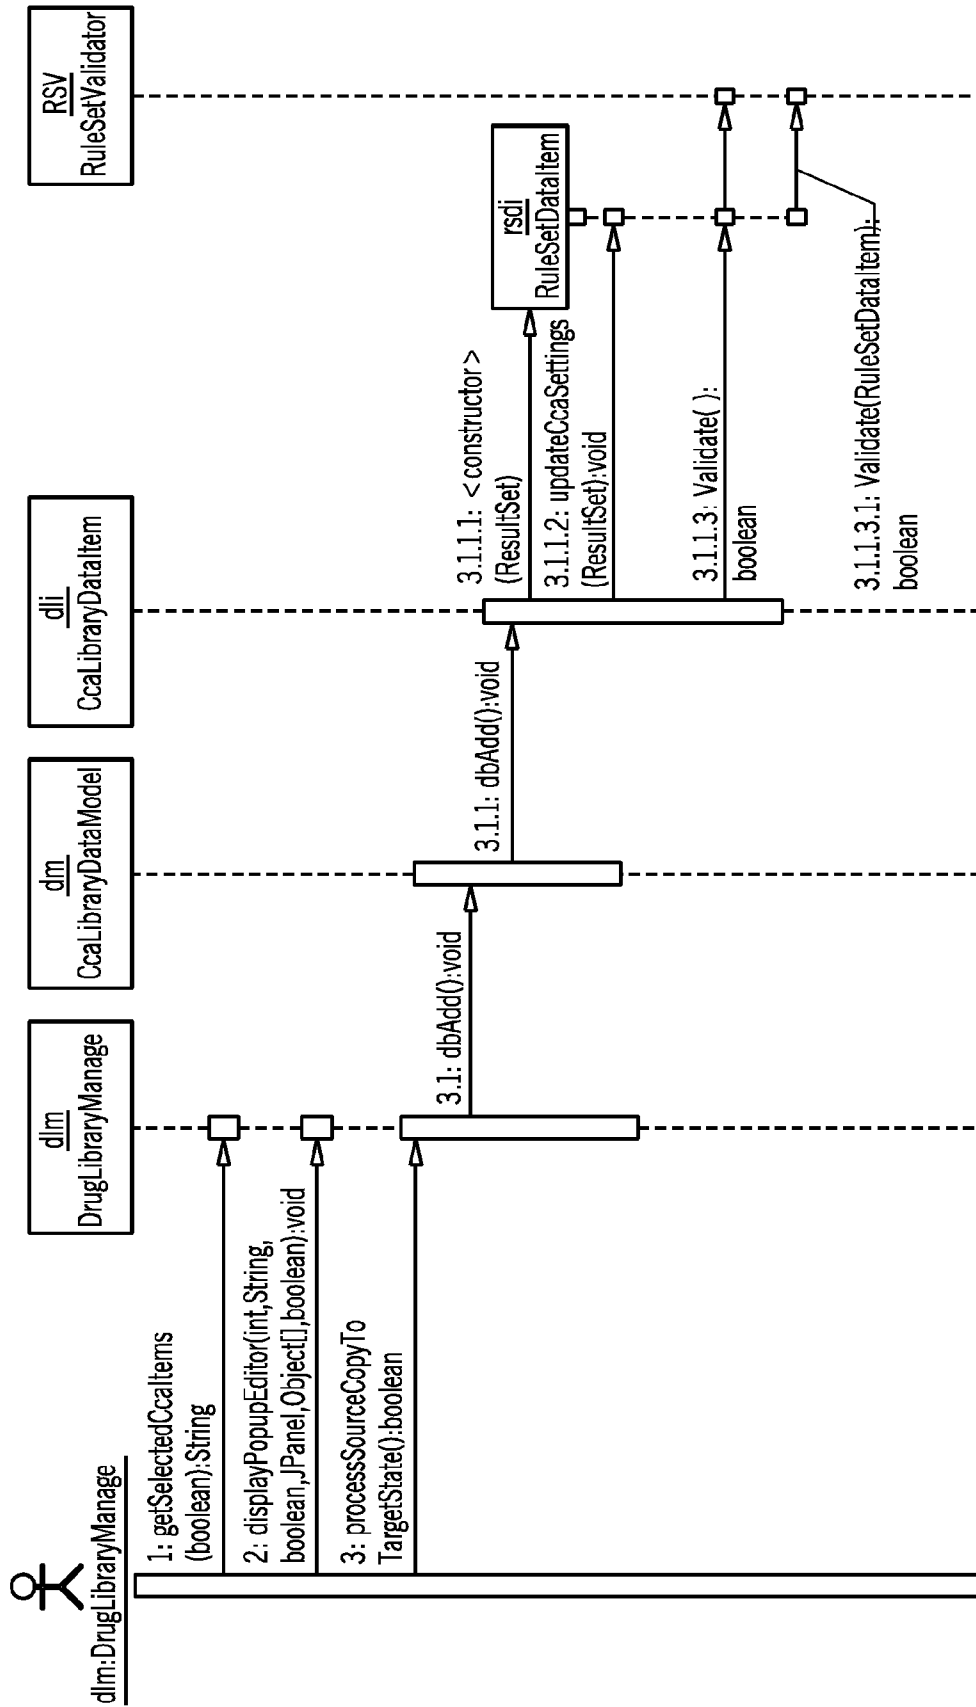 dlm:DrugLibraryManage
dlm
DrugLibraryManage
dm
CcaLibraryDataModel
dli
CcaLibraryDataItem
RSV
RuleSetValidator
1: getSelectedCcaItems
(boolean):String
2: displayPopupEditor(int,String,
boolean,JPanel,Object[],boolean):void
3: processSourceCopyTo
TargetState():boolean
3.1: dbAdd():void
3.1.1: dbAdd():void
3.1.1.1: <constructor>
(ResultSet)
rsdi
RuleSetDataItem
3.1.1.2: updateCcaSettings
(ResultSet):void
3.1.1.3: Validate( ):
boolean
3.1.1.3.1: Validate(RuleSetDataItem):
boolean